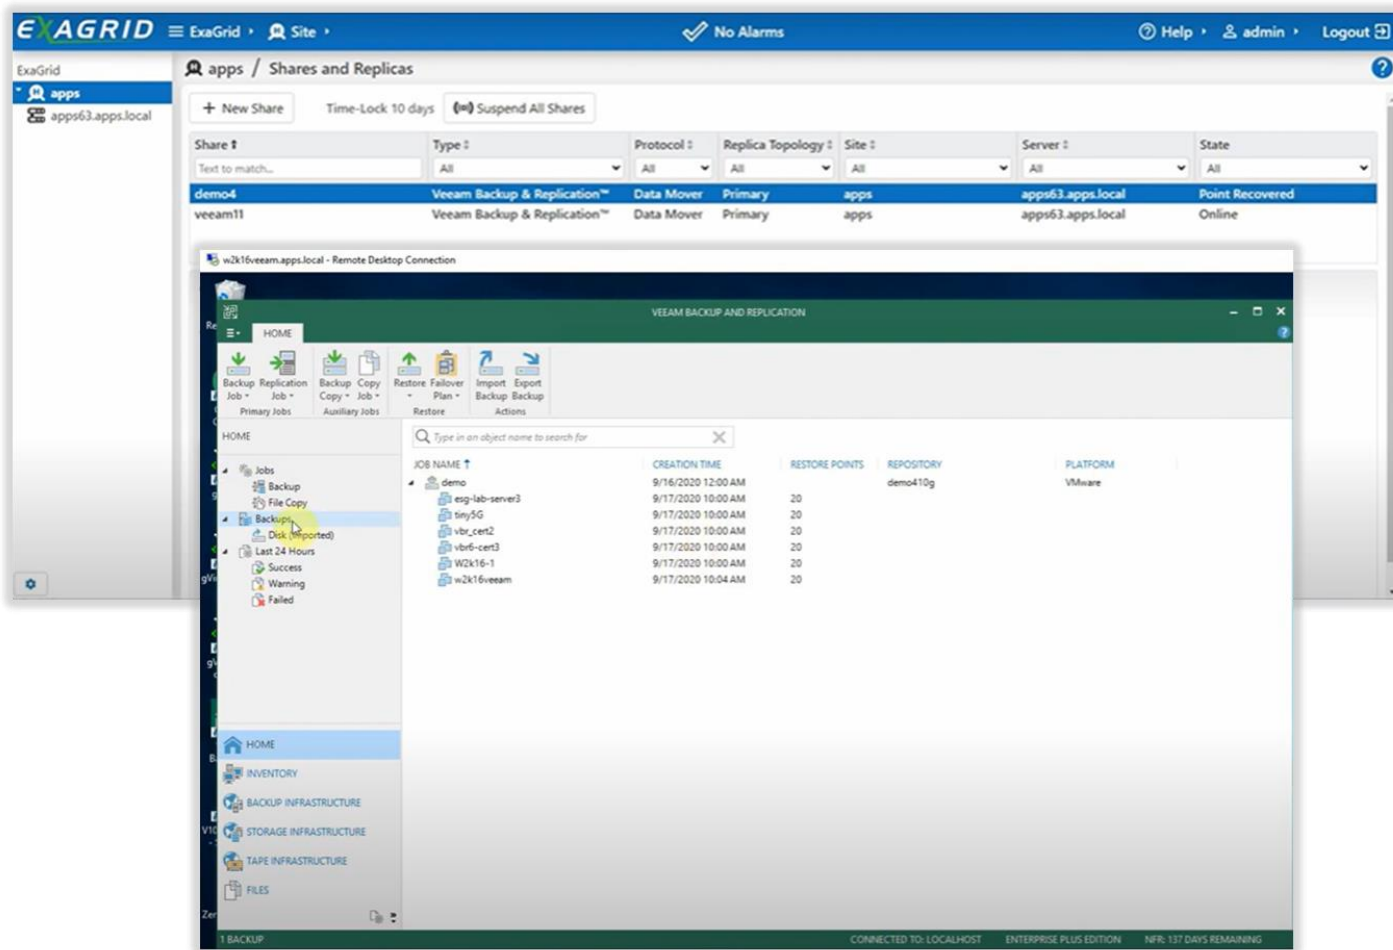 EXAGRID ExaGrid Site No Alarms Help admin Logout
ExaGrid
apps
apps63.apps.local
apps / Shares and Replicas
+ New Share Time-Lock 10 days Suspend All Shares
Share Type Protocol Replica Topology Site Server State
Text to match... All All All All All All
demo4 Veeam Backup & Replication™ Data Mover Primary apps apps63.apps.local Point Recovered
veeam11 Veeam Backup & Replication™ Data Mover Primary apps apps63.apps.local Online
w2k16veeam.apps.local - Remote Desktop Connection
VEEAM BACKUP AND REPLICATION
HOME
Backup Replication Backup Copy Restore Failover Import Export
Job Job Copy Job Plan Backup Backup
Primary Jobs Auxiliary Jobs Restore Actions
HOME
Jobs
Backup
File Copy
Backups
Disk (Imported)
Last 24 Hours
Success
Warning
Failed
HOME
INVENTORY
BACKUP INFRASTRUCTURE
STORAGE INFRASTRUCTURE
TAPE INFRASTRUCTURE
FILES
Type in an object name to search for
JOB NAME CREATION TIME RESTORE POINTS REPOSITORY PLATFORM
demo 9/16/2020 12:00 AM demo410g VMware
esg-lab-server3 9/17/2020 10:00 AM 20
tiny5G 9/17/2020 10:00 AM 20
vbr_cert2 9/17/2020 10:00 AM 20
vbr6-cert3 9/17/2020 10:00 AM 20
W2k16-1 9/17/2020 10:00 AM 20
w2k16veeam 9/17/2020 10:04 AM 20
1 BACKUP CONNECTED TO: LOCALHOST ENTERPRISE PLUS EDITION NFR: 137 DAYS REMAINING